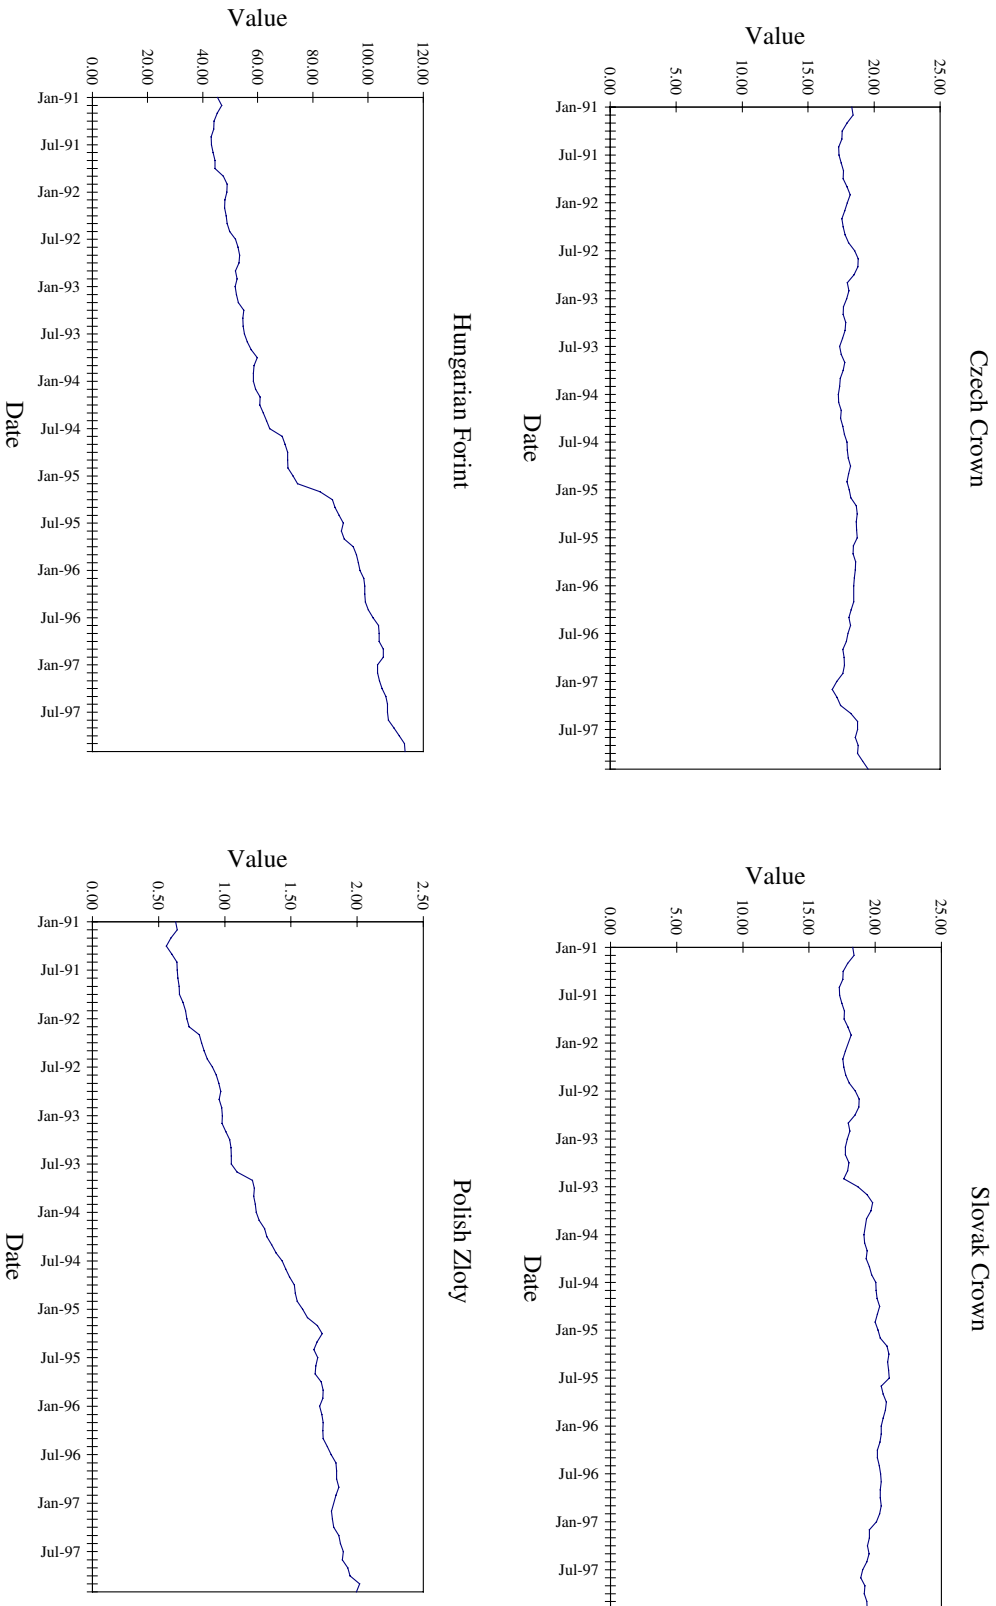 Czech Crown
Value
25.00
20.00
15.00
10.00
5.00
0.00
Jan-91
Jul-91
Jan-92
Jul-92
Jan-93
Jul-93
Jan-94
Jul-94
Jan-95
Jul-95
Jan-96
Jul-96
Jan-97
Jul-97
Date
Slovak Crown
Value
25.00
20.00
15.00
10.00
5.00
0.00
Jan-91
Jul-91
Jan-92
Jul-92
Jan-93
Jul-93
Jan-94
Jul-94
Jan-95
Jul-95
Jan-96
Jul-96
Jan-97
Jul-97
Date
Hungarian Forint
Value
120.00
100.00
80.00
60.00
40.00
20.00
0.00
Jan-91
Jul-91
Jan-92
Jul-92
Jan-93
Jul-93
Jan-94
Jul-94
Jan-95
Jul-95
Jan-96
Jul-96
Jan-97
Jul-97
Date
Polish Zloty
Value
2.50
2.00
1.50
1.00
0.50
0.00
Jan-91
Jul-91
Jan-92
Jul-92
Jan-93
Jul-93
Jan-94
Jul-94
Jan-95
Jul-95
Jan-96
Jul-96
Jan-97
Jul-97
Date